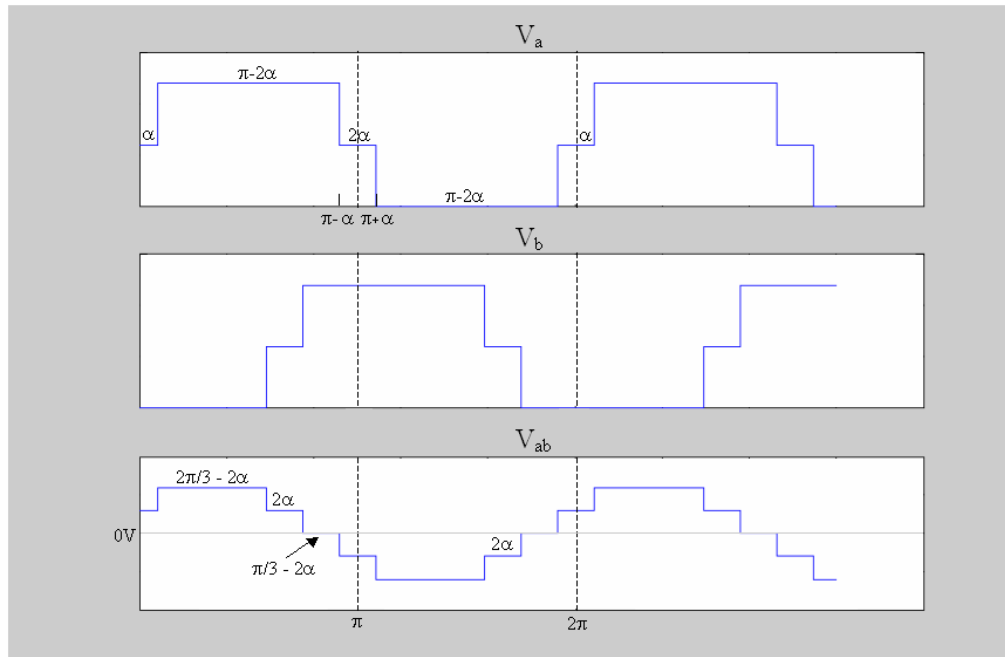 Va
π-2α
α
2α
α
π-2α
π-α π+α
Vb
Vab
2π/3 - 2α
2α
0V
2α
π/3 - 2α
π
2π